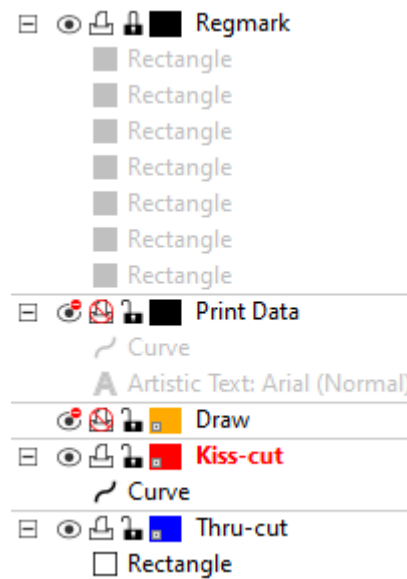 Regmark
Rectangle
Rectangle
Rectangle
Rectangle
Rectangle
Rectangle
Rectangle
Print Data
Curve
Artistic Text: Arial (Normal)
Draw
Kiss-cut
Curve
Thru-cut
Rectangle